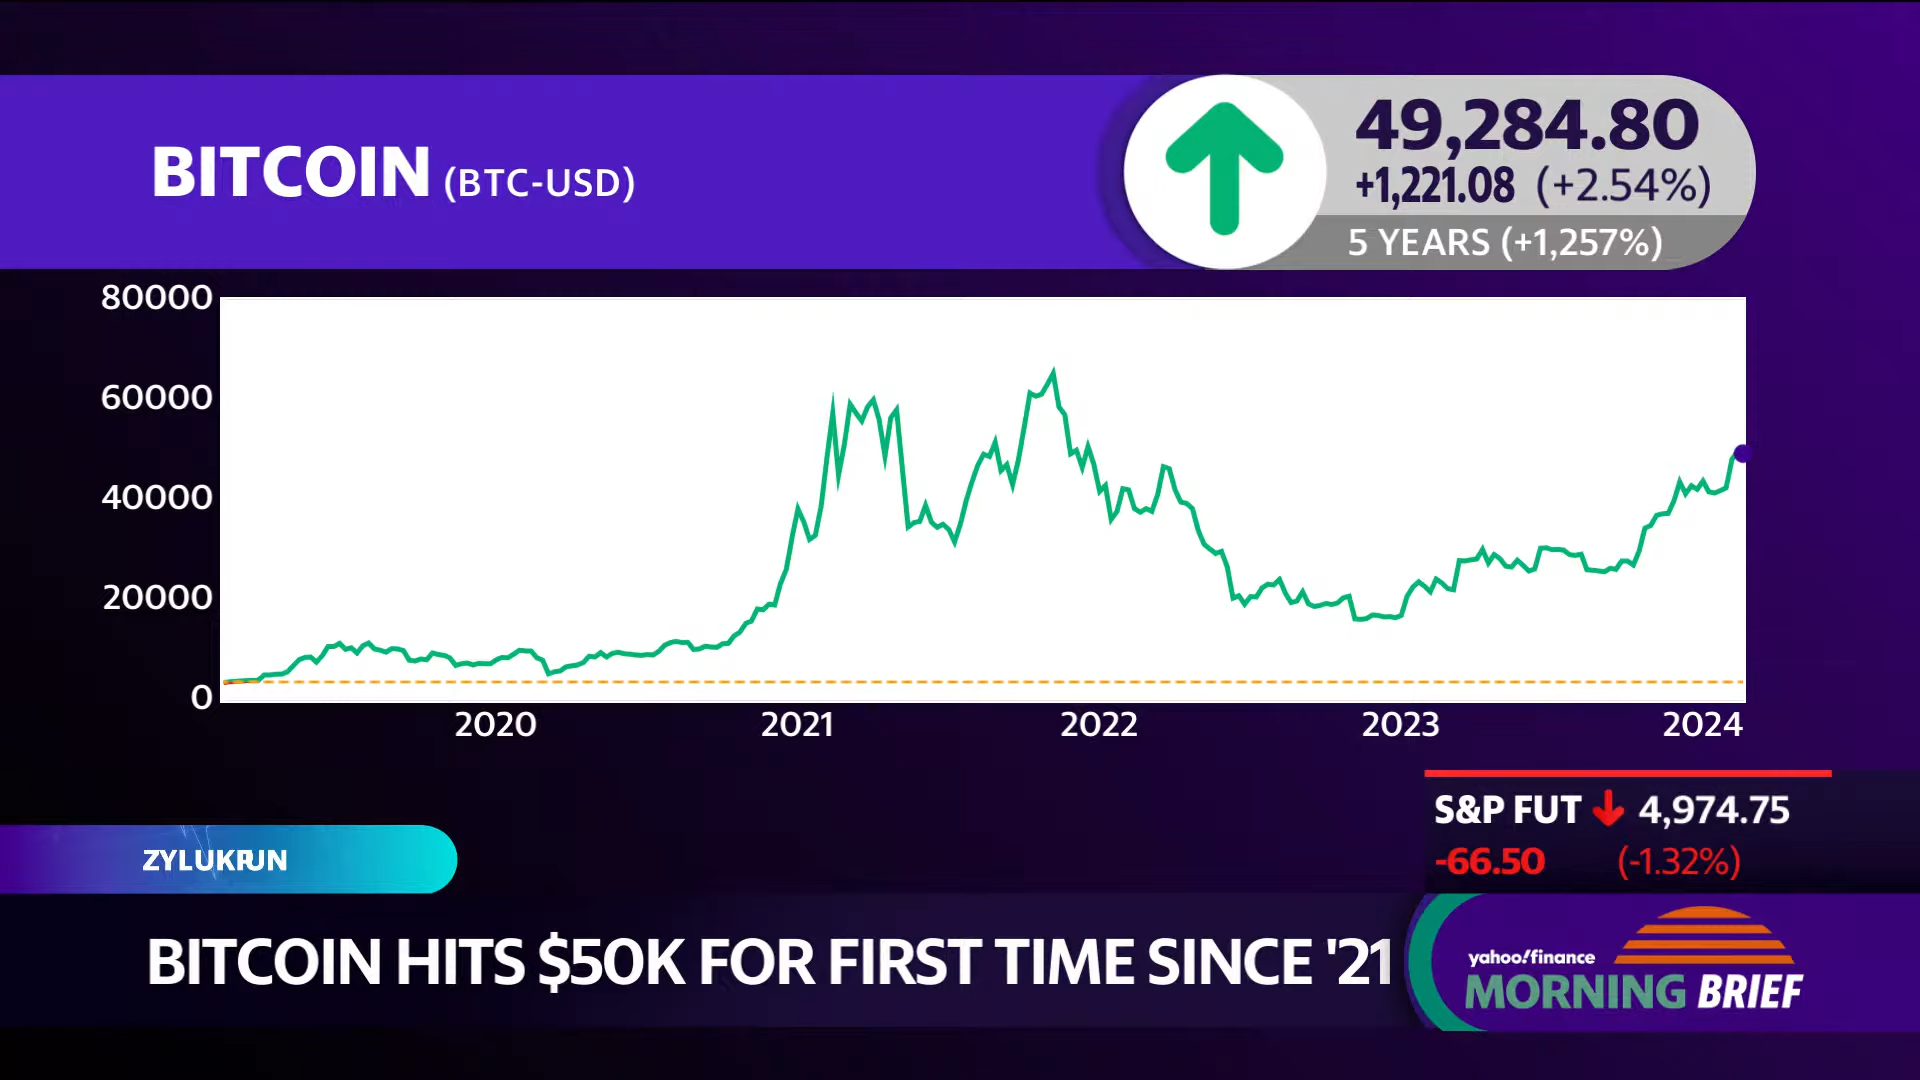 BITCOIN (BTC-USD)
49,284.80
+1,221.08 (+2.54%)
5 YEARS (+1,257%)
80000
60000
40000
20000
0
2020 2021 2022 2023 2024
S&P FUT 4,974.75
-66.50 (-1.32%)
BITCOIN HITS $50K FOR FIRST TIME SINCE '21
yahoo!finance
MORNING BRIEF